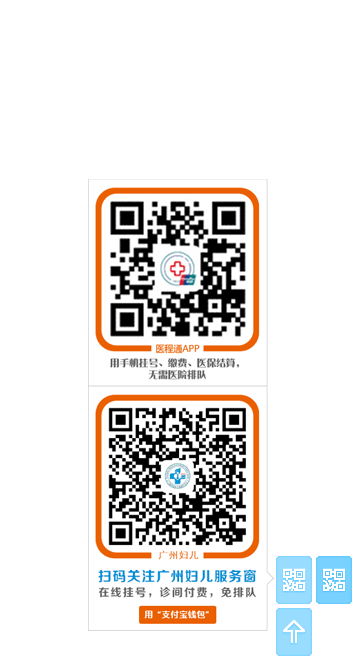 医程通APP
用手机挂号、缴费、医保结算,
无需医院排队
广州妇儿
扫码关注广州妇儿服务窗
在线挂号，诊间付费，免排队
用“支付宝钱包”